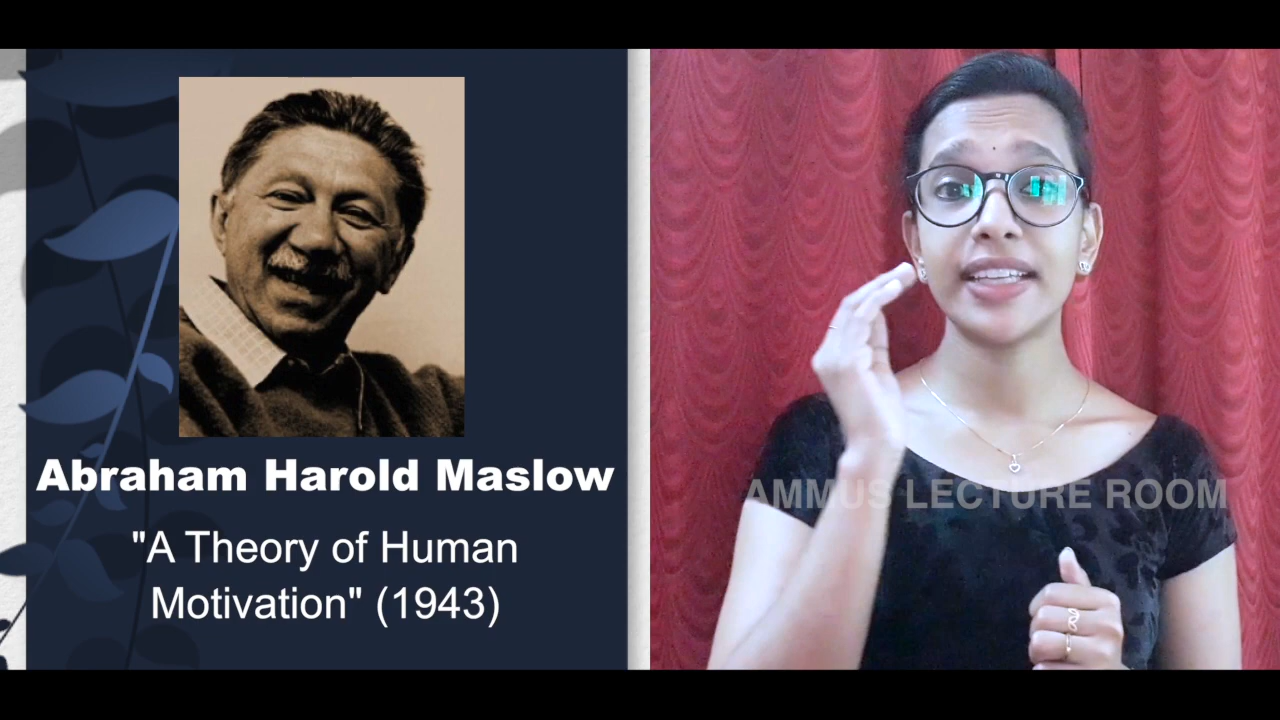 Abraham Harold Maslow
"A Theory of Human
Motivation" (1943)
AMMUS LECTURE ROOM